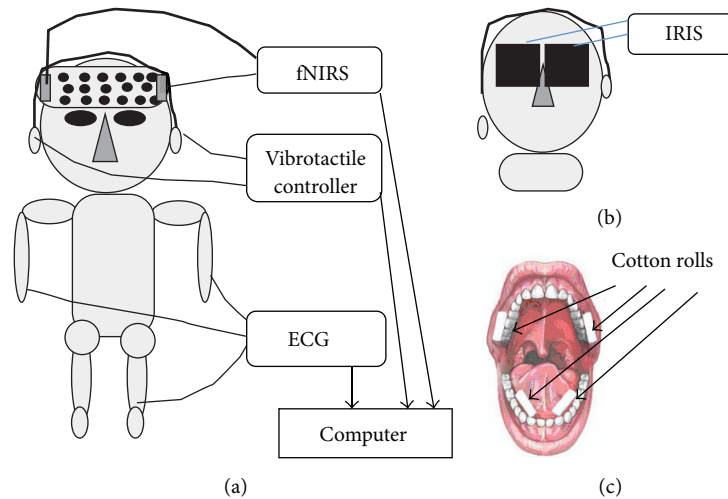 fNIRS
Vibrotactile
controller
ECG
Computer
(a)
IRIS
(b)
Cotton rolls
(c)